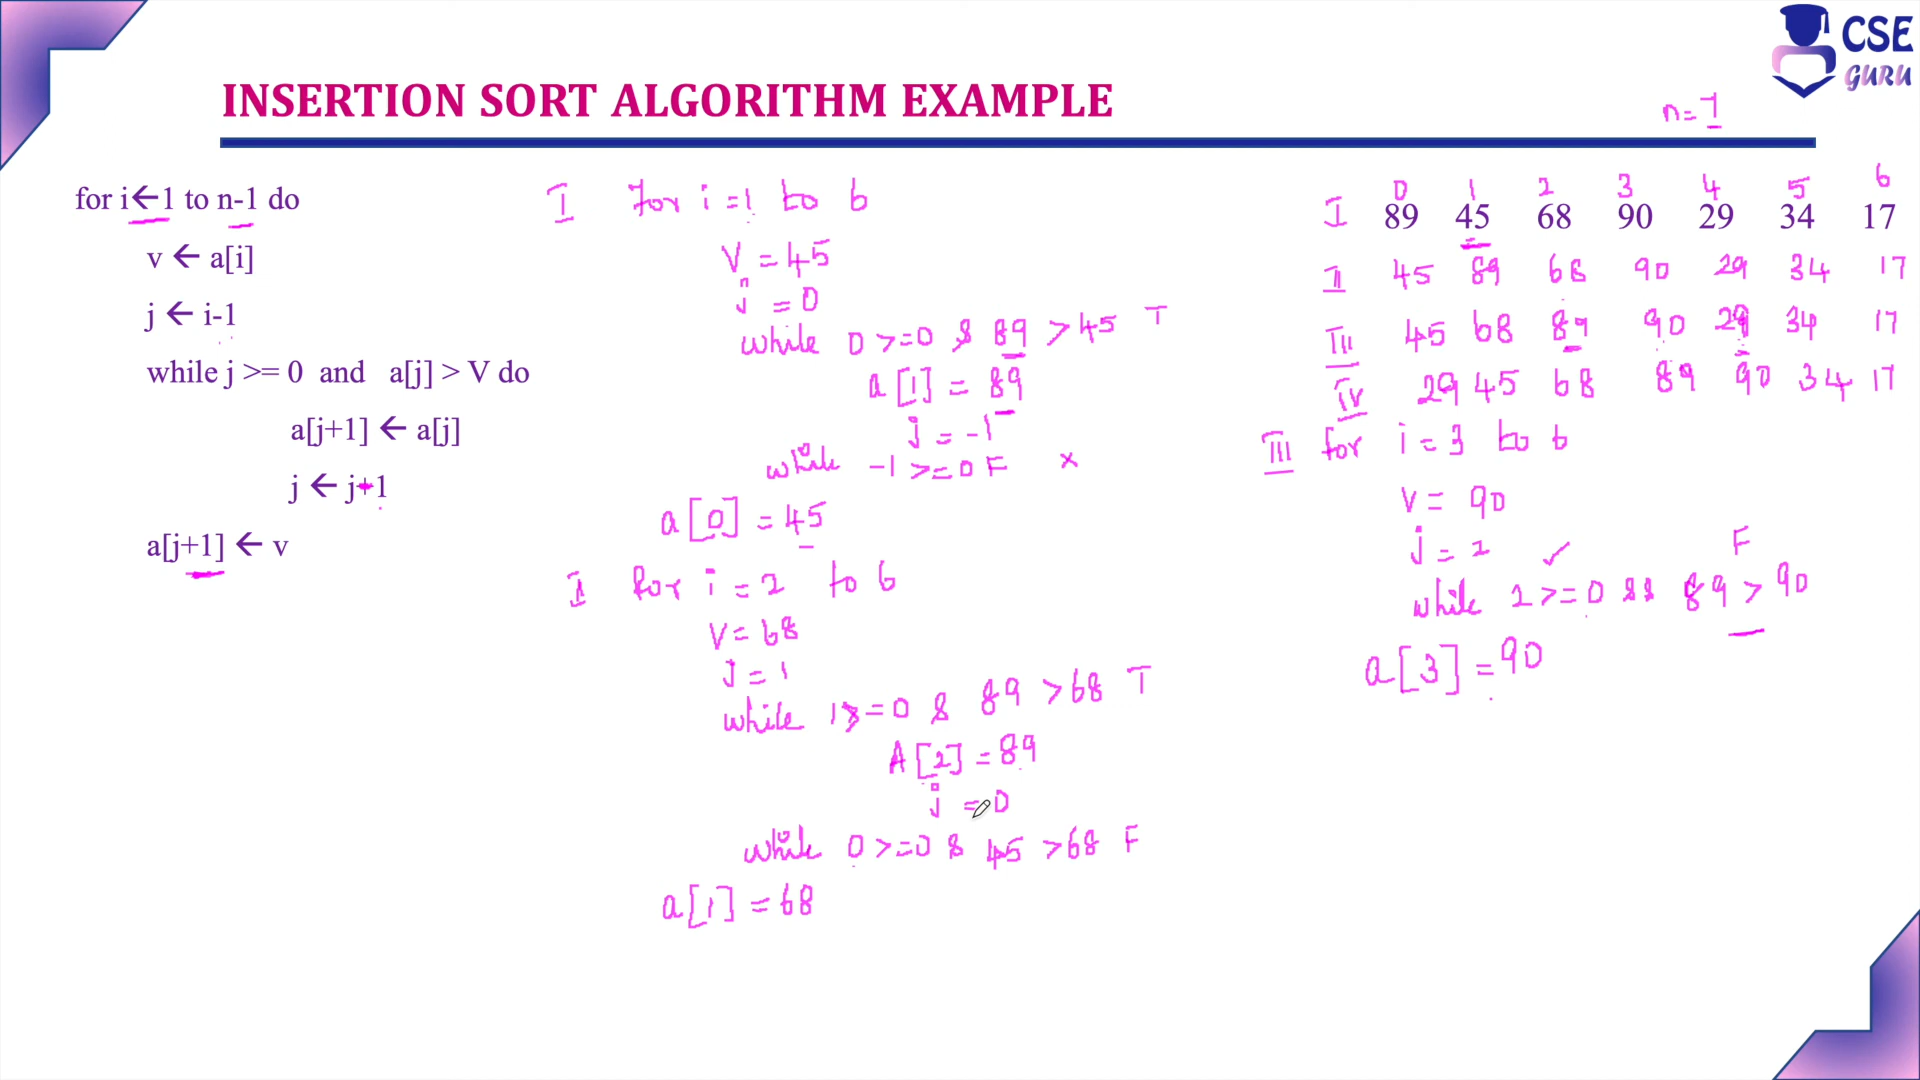 CSE
GURU
INSERTION SORT ALGORITHM EXAMPLE
n=7
for i←1 to n-1 do
v ← a[i]
j ← i-1
while j >= 0 and a[j] > V do
a[j+1] ← a[j]
j ← j-1
a[j+1] ← v
I for i=1 to 6
V=45
j=0
while 0>=0 & 89>45 T
a[1]=89
j=-1
while -1>=0 F ×
a[0]=45
I for i=2 to 6
V=68
J=1
while 1>=0 & 89>68 T
A[2]=89
j=0
while 0>=0 & 45>68 F
a[1]=68
0 1 2 3 4 5 6
I 89 45 68 90 29 34 17
II 45 89 68 90 29 34 17
III 45 68 89 90 29 34 17
IV 29 45 68 89 90 34 17
III for i=3 to 6
V=90
j=2 ✓ F
while 2>=0 && 89>90
a[3]=90